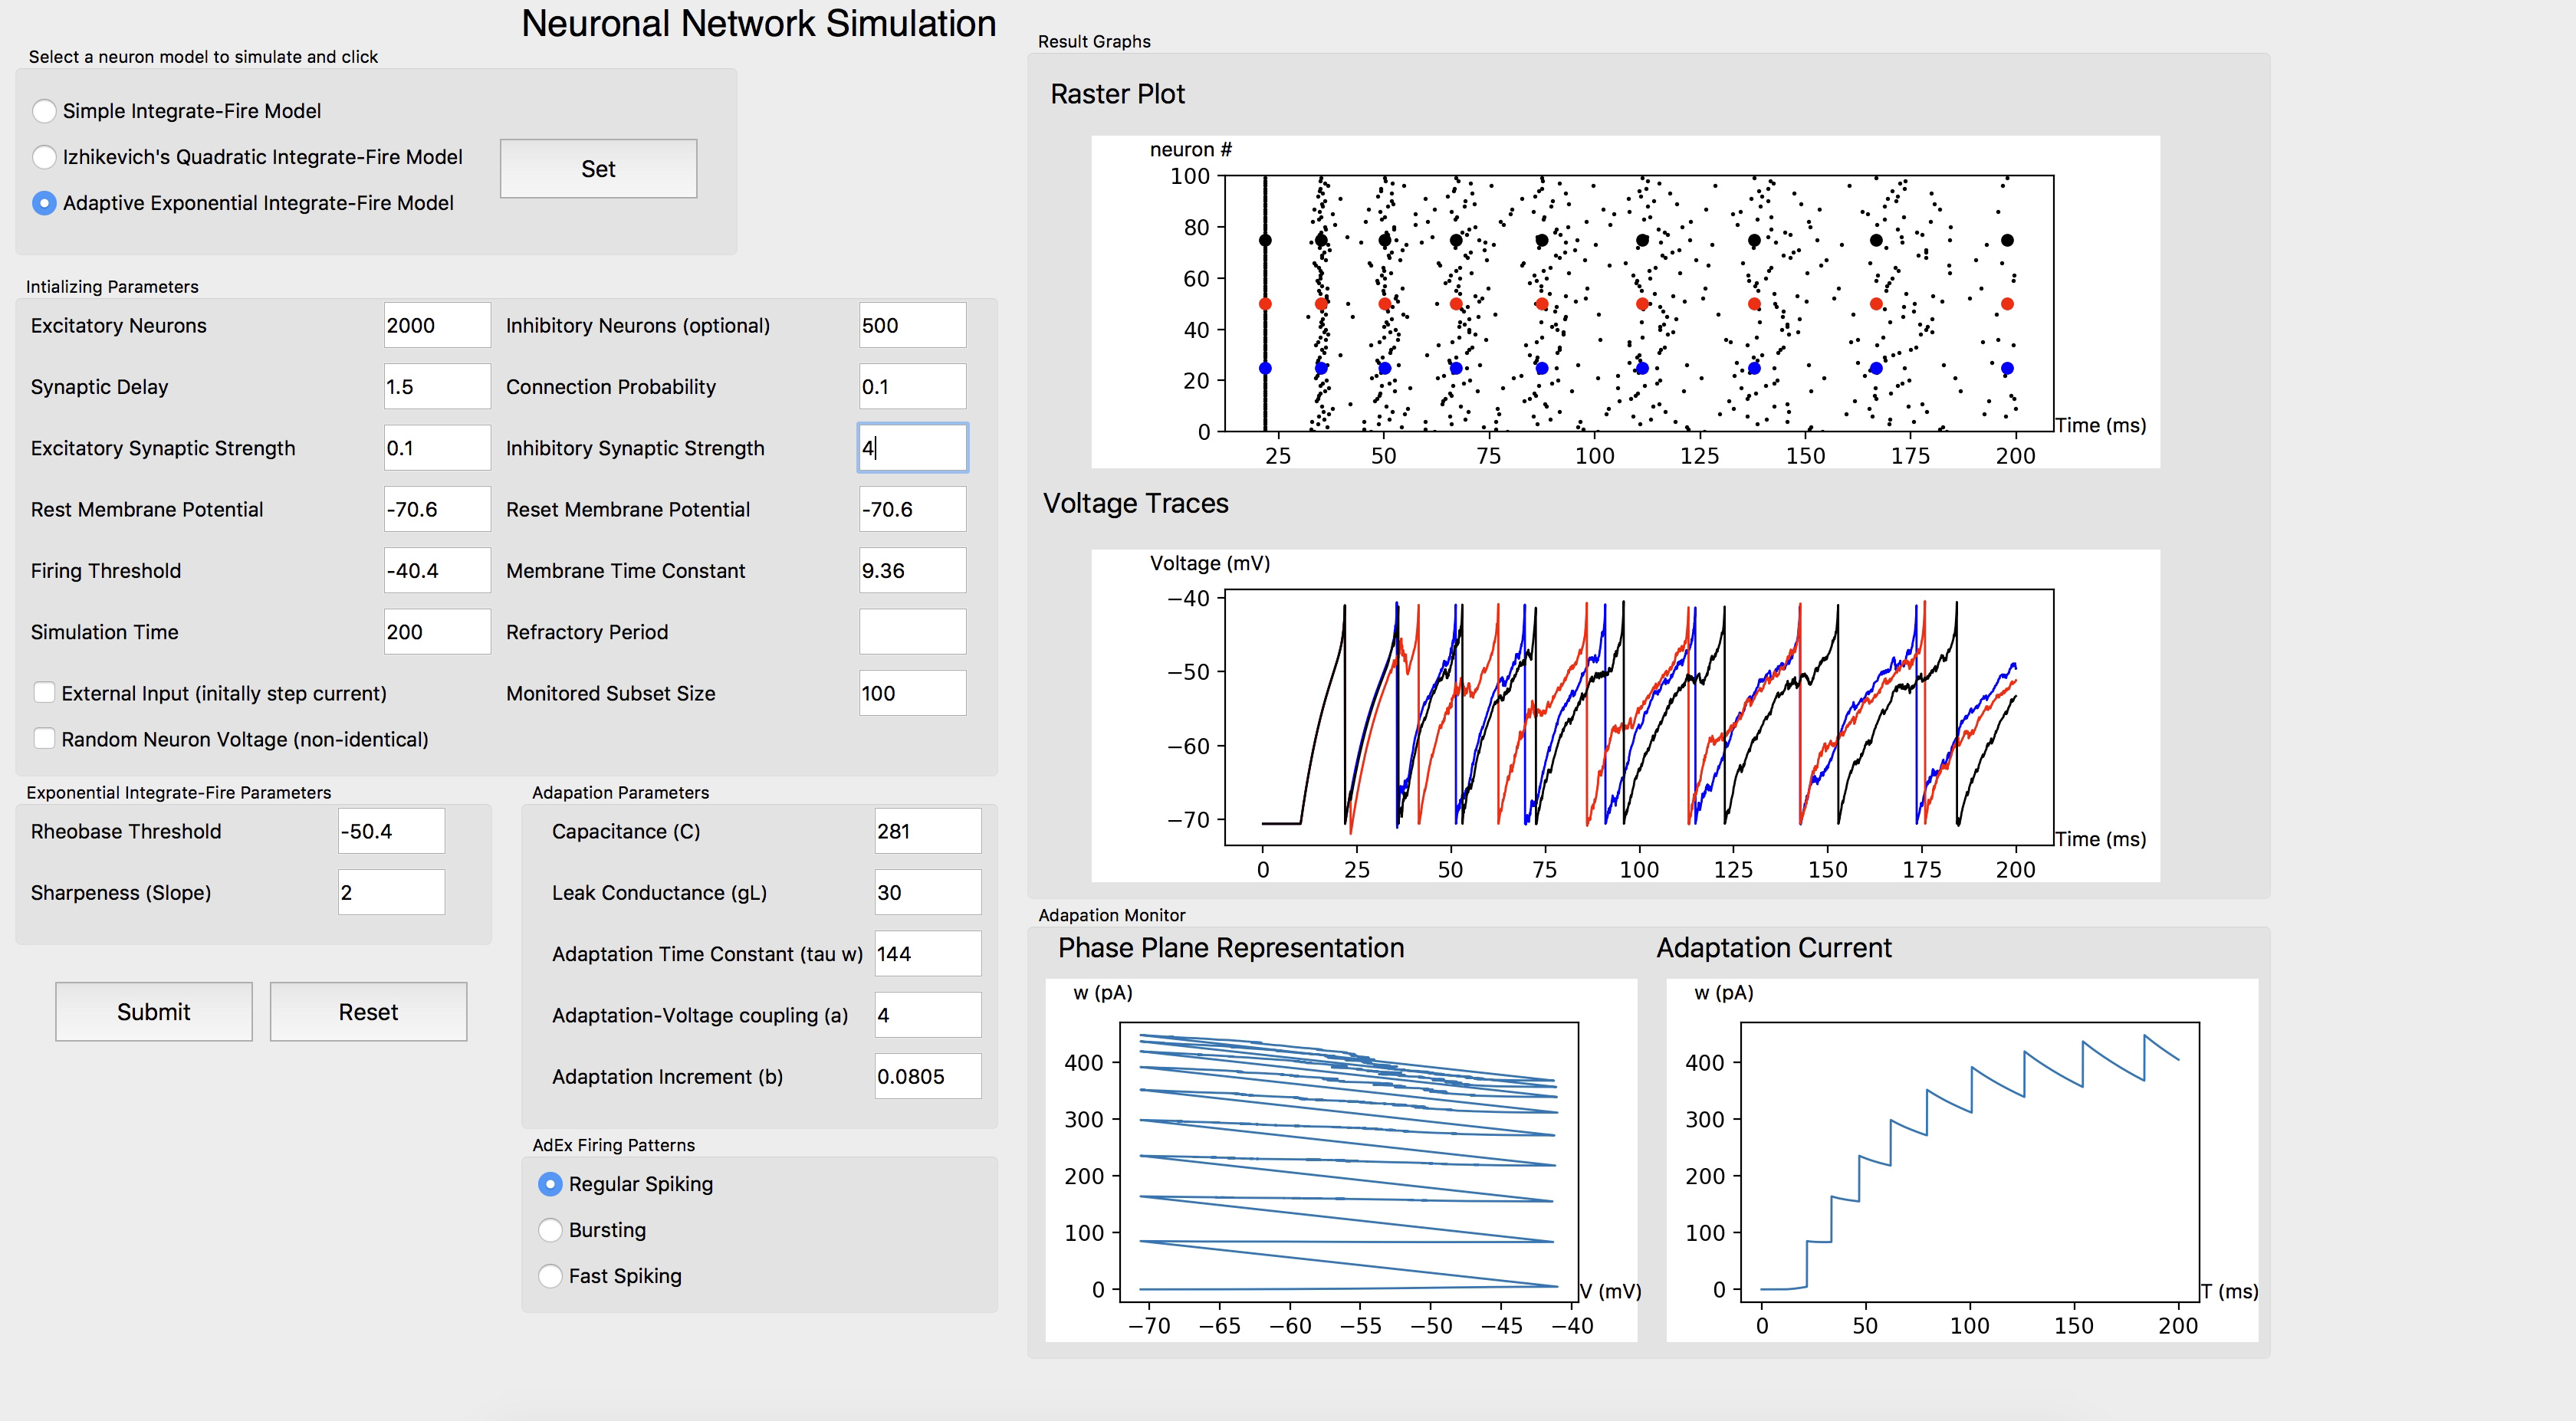 Neuronal Network Simulation
Select a neuron model to simulate and click
Simple Integrate-Fire Model
Izhikevich's Quadratic Integrate-Fire Model
Adaptive Exponential Integrate-Fire Model
Set
Intializing Parameters
Excitatory Neurons 2000 Inhibitory Neurons (optional) 500
Synaptic Delay 1.5 Connection Probability 0.1
Excitatory Synaptic Strength 0.1 Inhibitory Synaptic Strength 4
Rest Membrane Potential -70.6 Reset Membrane Potential -70.6
Firing Threshold -40.4 Membrane Time Constant 9.36
Simulation Time 200 Refractory Period
External Input (initally step current) Monitored Subset Size 100
Random Neuron Voltage (non-identical)
Exponential Integrate-Fire Parameters
Rheobase Threshold -50.4
Sharpeness (Slope) 2
Submit Reset
Adapation Parameters
Capacitance (C) 281
Leak Conductance (gL) 30
Adaptation Time Constant (tau w) 144
Adaptation-Voltage coupling (a) 4
Adaptation Increment (b) 0.0805
AdEx Firing Patterns
Regular Spiking
Bursting
Fast Spiking
Result Graphs
Raster Plot
neuron #
100
80
60
40
20
0
Time (ms)
25 50 75 100 125 150 175 200
Voltage Traces
Voltage (mV)
−40
−50
−60
−70
Time (ms)
0 25 50 75 100 125 150 175 200
Adapation Monitor
Phase Plane Representation
w (pA)
400
300
200
100
0
V (mV)
−70 −65 −60 −55 −50 −45 −40
Adaptation Current
w (pA)
400
300
200
100
0
T (ms)
0 50 100 150 200